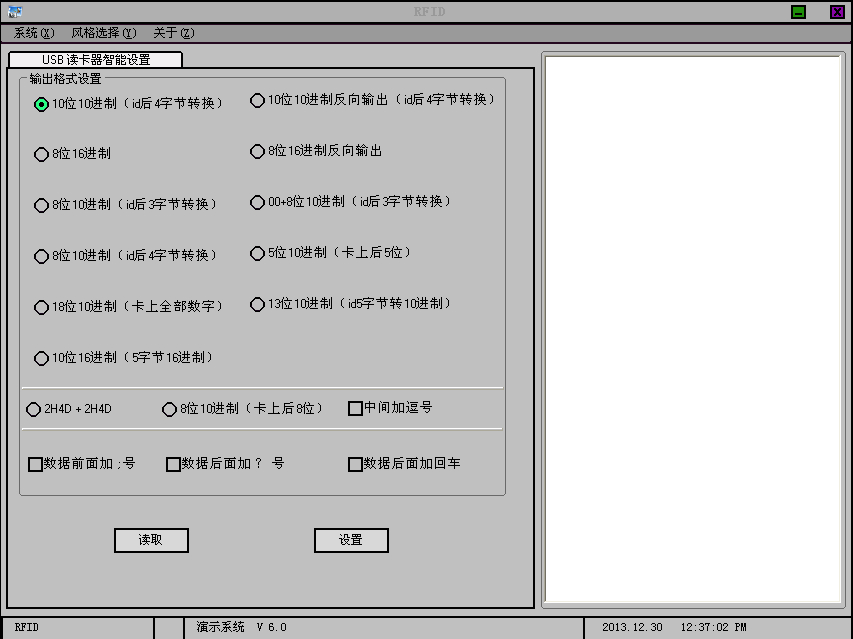 RFID
系统(X) 风格选择(Y) 关于(Z)
USB 读卡器智能设置
输出格式设置
10位10进制（id后4字节转换） 10位10进制反向输出（id后4字节转换）
8位16进制 8位16进制反向输出
8位10进制（id后3字节转换） 00+8位10进制（id后3字节转换）
8位10进制（id后4字节转换） 5位10进制（卡上后5位）
18位10进制（卡上全部数字） 13位10进制（id5字节转10进制）
10位16进制（5字节16进制）
2H4D + 2H4D 8位10进制（卡上后8位） 中间加逗号
数据前面加 ;号 数据后面加？ 号 数据后面加回车
读取 设置
RFID 演示系统 V 6.0 2013.12.30 12:37:02 PM